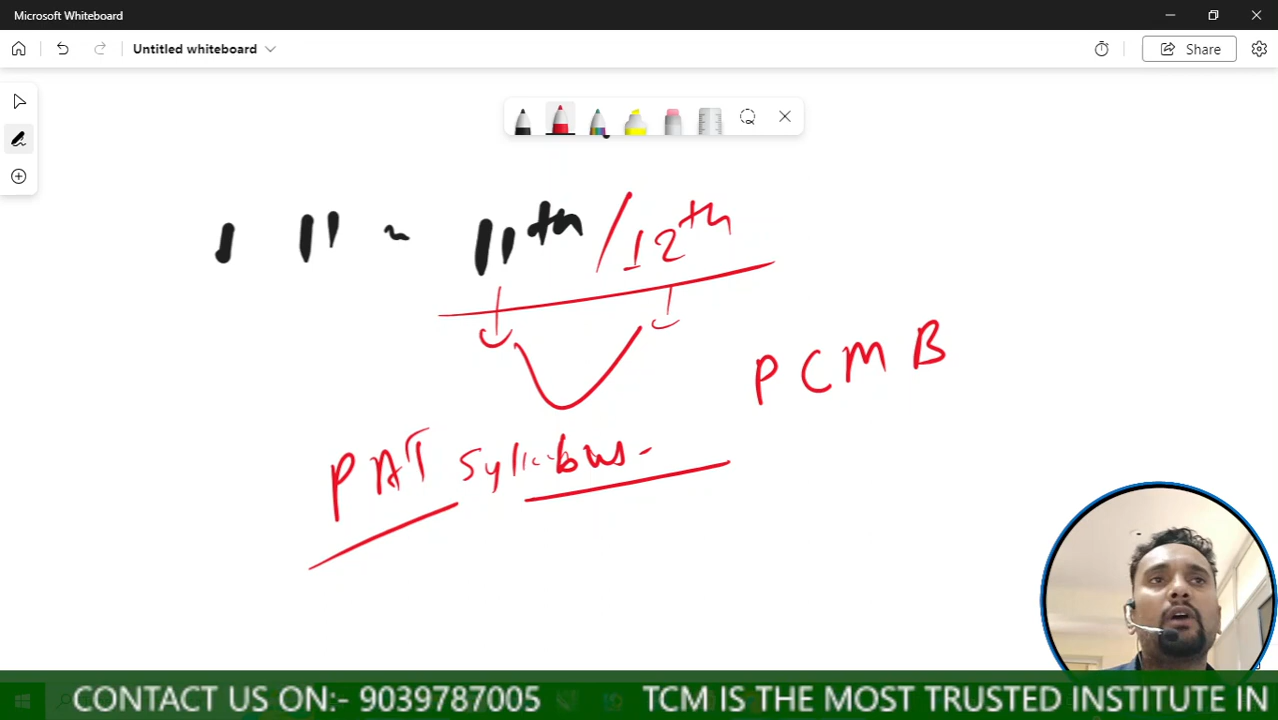 Microsoft Whiteboard
Untitled whiteboard
Share
11 ~ 11th / 12th
P C M B
PAT Syllabus -
CONTACT US ON:- 9039787005 TCM IS THE MOST TRUSTED INSTITUTE IN